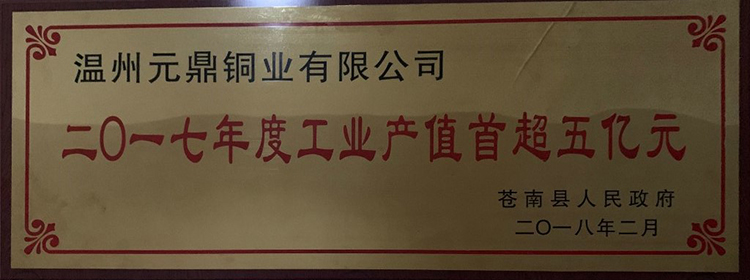 温州元鼎铜业有限公司
二〇一七年度工业产值首超五亿元
苍南县人民政府
二〇一八年二月